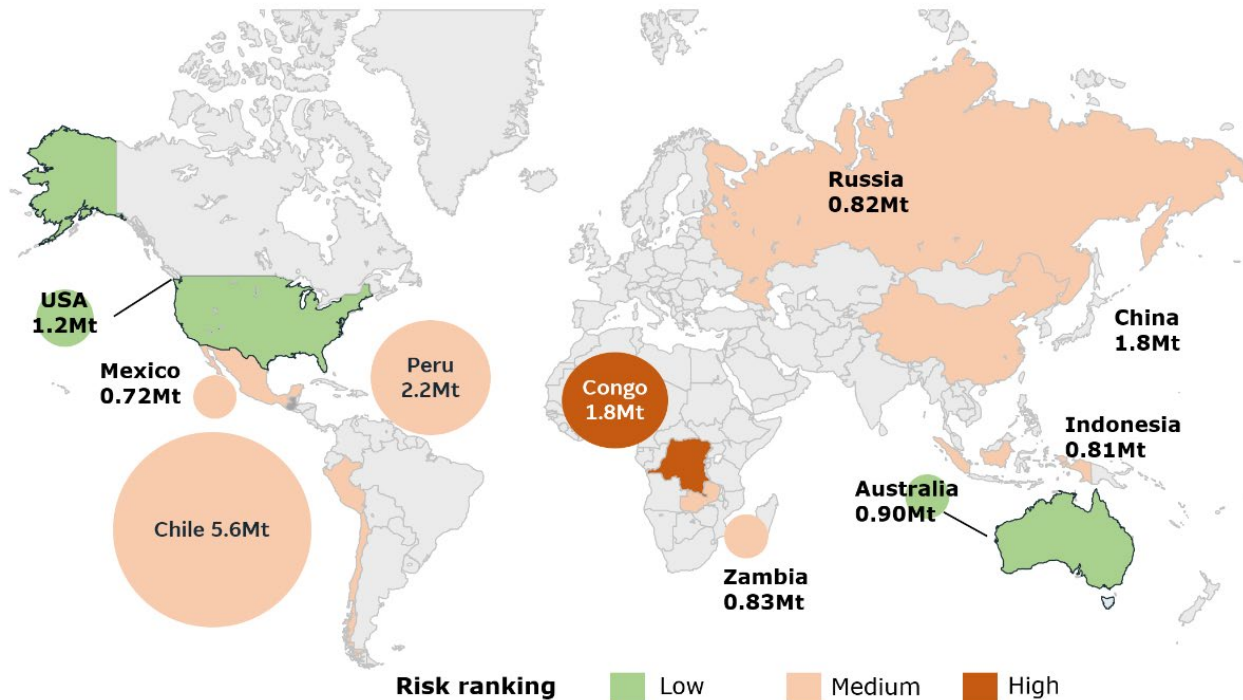 Russia
0.82Mt
USA
1.2Mt
China
1.8Mt
Mexico
0.72Mt
Peru
2.2Mt
Congo
1.8Mt
Indonesia
0.81Mt
Australia
0.90Mt
Chile 5.6Mt
Zambia
0.83Mt
Risk ranking Low Medium High